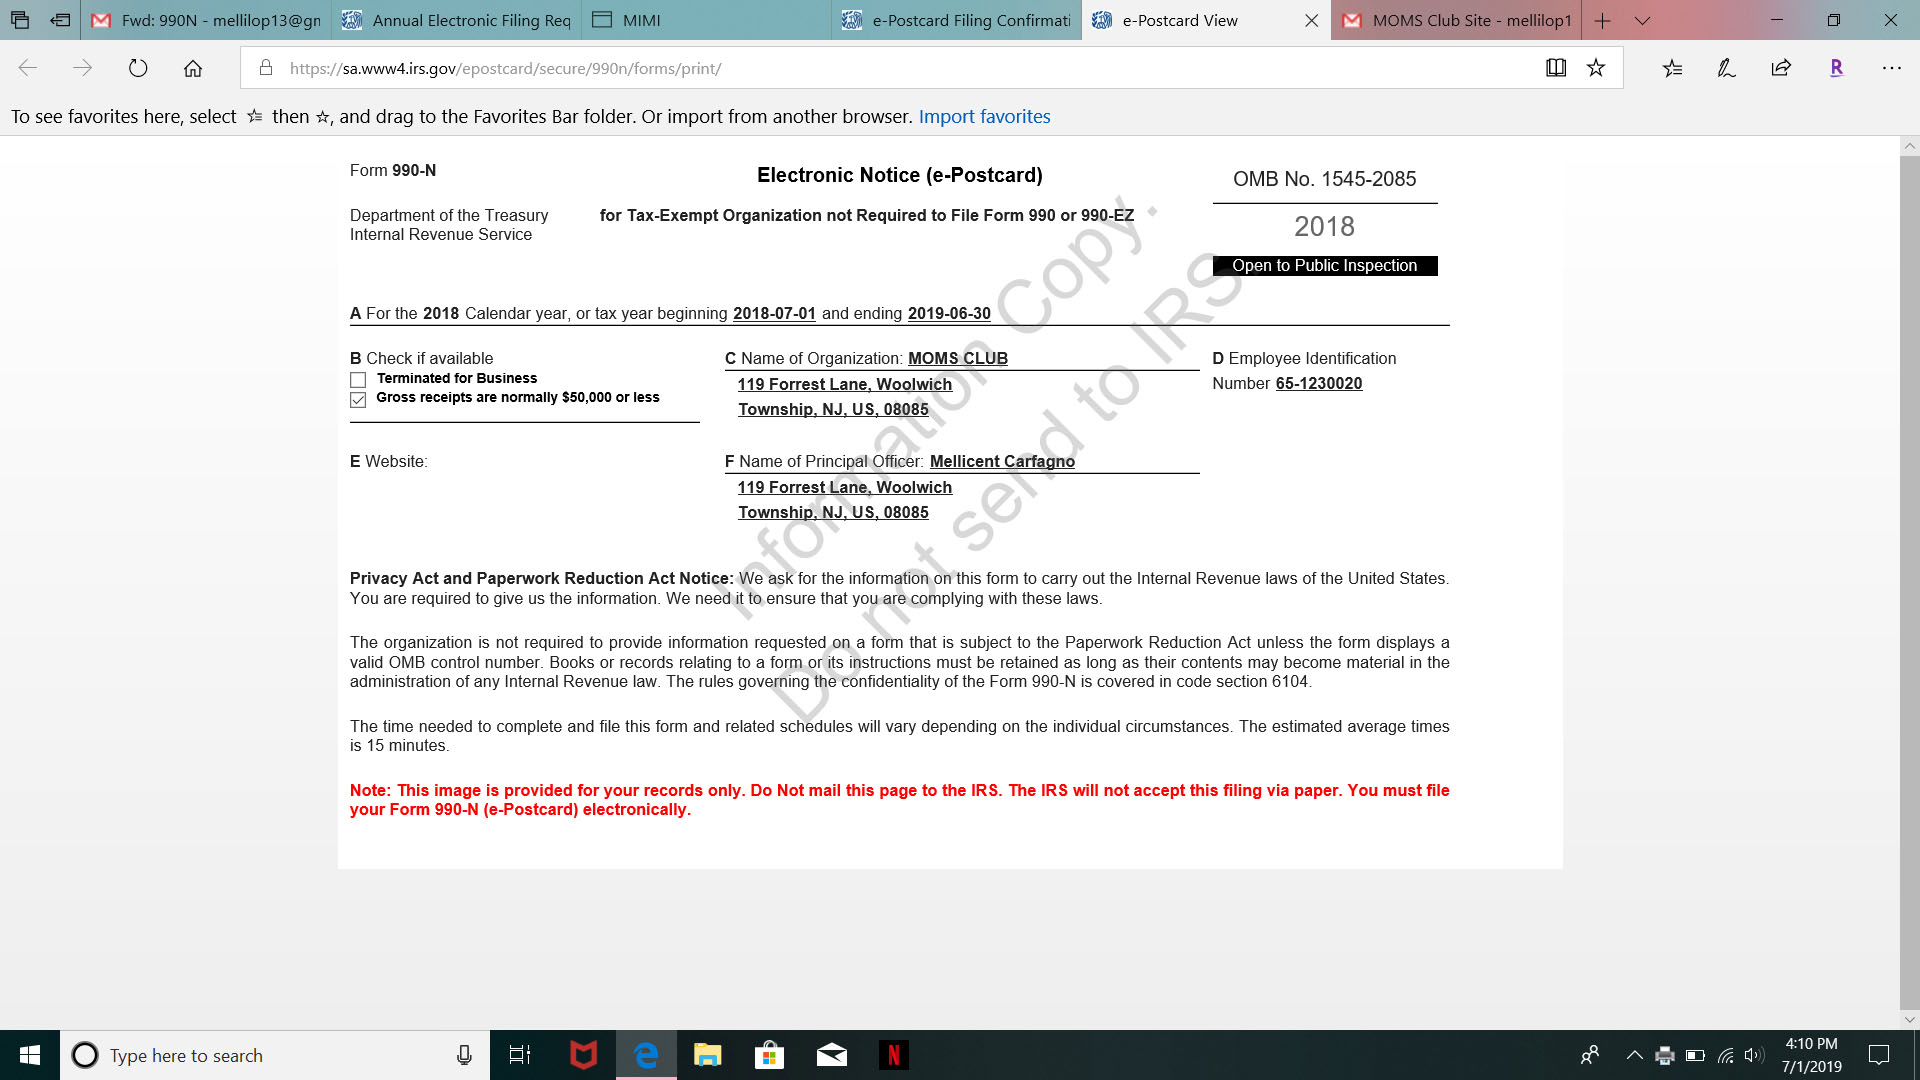 Fwd: 990N - mellilop13@gn
Annual Electronic Filing Req
MIMI
e-Postcard Filing Confirmati
e-Postcard View
MOMS Club Site - mellilop1
https://sa.www4.irs.gov/epostcard/secure/990n/forms/print/
R
To see favorites here, select then , and drag to the Favorites Bar folder. Or import from another browser. Import favorites
Form 990-N
Electronic Notice (e-Postcard)
OMB No. 1545-2085
Department of the Treasury
Internal Revenue Service
for Tax-Exempt Organization not Required to File Form 990 or 990-EZ
2018
Open to Public Inspection
A For the 2018 Calendar year, or tax year beginning 2018-07-01 and ending 2019-06-30
B Check if available
Terminated for Business
Gross receipts are normally $50,000 or less
C Name of Organization: MOMS CLUB
119 Forrest Lane, Woolwich
Township, NJ, US, 08085
D Employee Identification
Number 65-1230020
E Website:
F Name of Principal Officer: Mellicent Carfagno
119 Forrest Lane, Woolwich
Township, NJ, US, 08085
Information Copy.
Do not send to IRS
Privacy Act and Paperwork Reduction Act Notice: We ask for the information on this form to carry out the Internal Revenue laws of the United States.
You are required to give us the information. We need it to ensure that you are complying with these laws.
The organization is not required to provide information requested on a form that is subject to the Paperwork Reduction Act unless the form displays a
valid OMB control number. Books or records relating to a form or its instructions must be retained as long as their contents may become material in the
administration of any Internal Revenue law. The rules governing the confidentiality of the Form 990-N is covered in code section 6104.
The time needed to complete and file this form and related schedules will vary depending on the individual circumstances. The estimated average times
is 15 minutes.
Note: This image is provided for your records only. Do Not mail this page to the IRS. The IRS will not accept this filing via paper. You must file
your Form 990-N (e-Postcard) electronically.
Type here to search
N
4:10 PM
7/1/2019